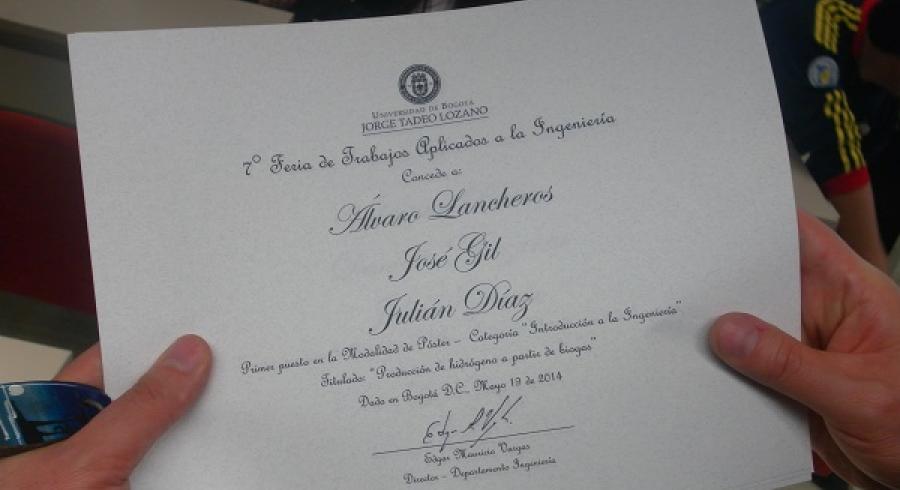 UNIVERSIDAD DE BOGOTÁ
JORGE TADEO LOZANO
7° Feria de Trabajos Aplicados a la Ingeniería
Concede a:
Álvaro Lancheros
José Gil
Julián Díaz
Primer puesto en la Modalidad de Póster – Categoría "Introducción a la Ingeniería"
Titulado: "Producción de hidrógeno a partir de biogas"
Dado en Bogotá D.C., Mayo 19 de 2014
Edgar Mauricio Vargas
Director – Departamento Ingeniería